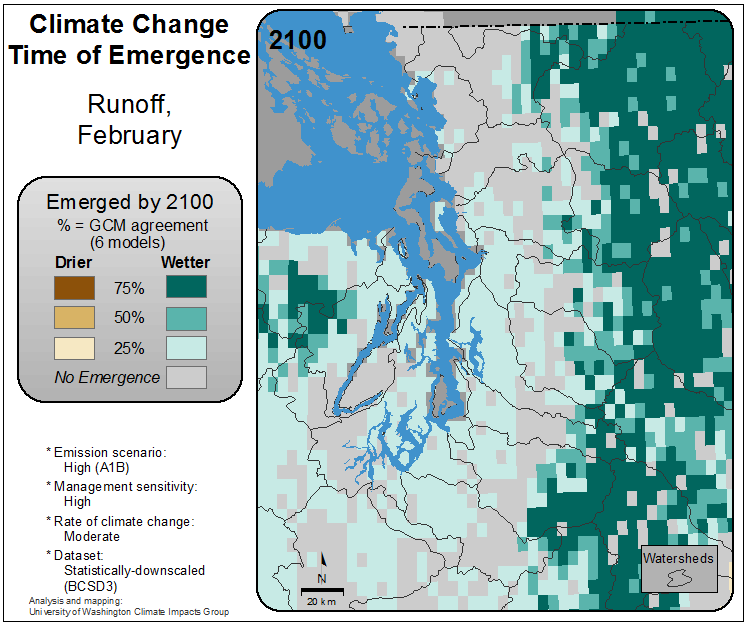 Climate Change
Time of Emergence
Runoff,
February
Emerged by 2100
% = GCM agreement
(6 models)
Drier Wetter
75%
50%
25%
No Emergence
* Emission scenario:
High (A1B)
* Management sensitivity:
High
* Rate of climate change:
Moderate
* Dataset:
Statistically-downscaled
(BCSD3)
Analysis and mapping:
University of Washington Climate Impacts Group
2100
N
20 km
Watersheds